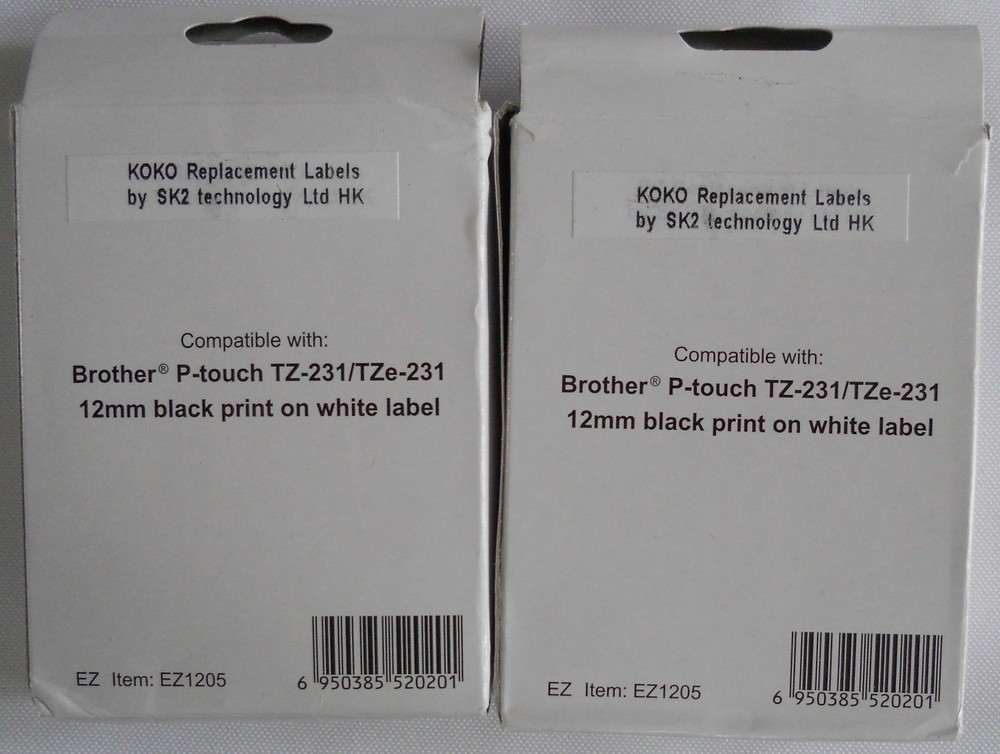 KOKO Replacement Labels
by SK2 technology Ltd HK
Compatible with:
Brother® P-touch TZ-231/TZe-231
12mm black print on white label
EZ Item: EZ1205
6 950385 520201
KOKO Replacement Labels
by SK2 technology Ltd HK
Compatible with:
Brother® P-touch TZ-231/TZe-231
12mm black print on white label
EZ Item: EZ1205
6 950385 520201